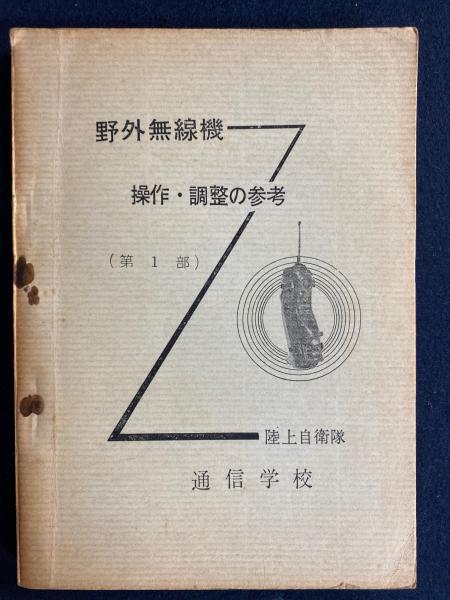 野外無線機
操作・調整の参考
(第1部)
陸上自衛隊
通信学校